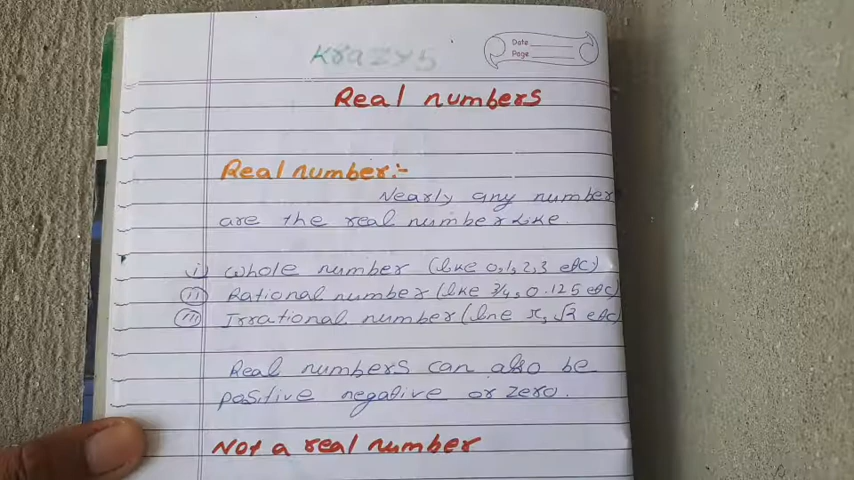 Krazy5
Date
Page
Real numbers
Real number:-
Nearly any number
are the real number like.
i) whole number (like 0,1,2,3 etc)
(ii) Rational number (like 3/4, 0.125 etc)
(iii) Irrational number (like π, √2 etc)
Real numbers can also be
positive negative or zero.
Not a real number